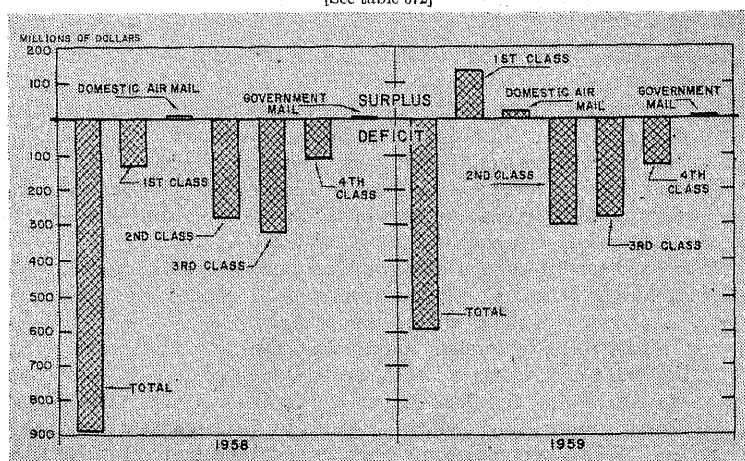 [See table 672]
MILLIONS OF DOLLARS
200
100
100
200
300
400
500
600
700
800
900
DOMESTIC AIR MAIL
GOVERNMENT
MAIL
SURPLUS
DEFICIT
1ST CLASS
2ND CLASS
3RD CLASS
4TH
CLASS
TOTAL
1958
1ST CLASS
DOMESTIC AIR
MAIL
GOVERNMENT
MAIL
2ND CLASS
4TH
CLASS
3RD CLASS
TOTAL
1959